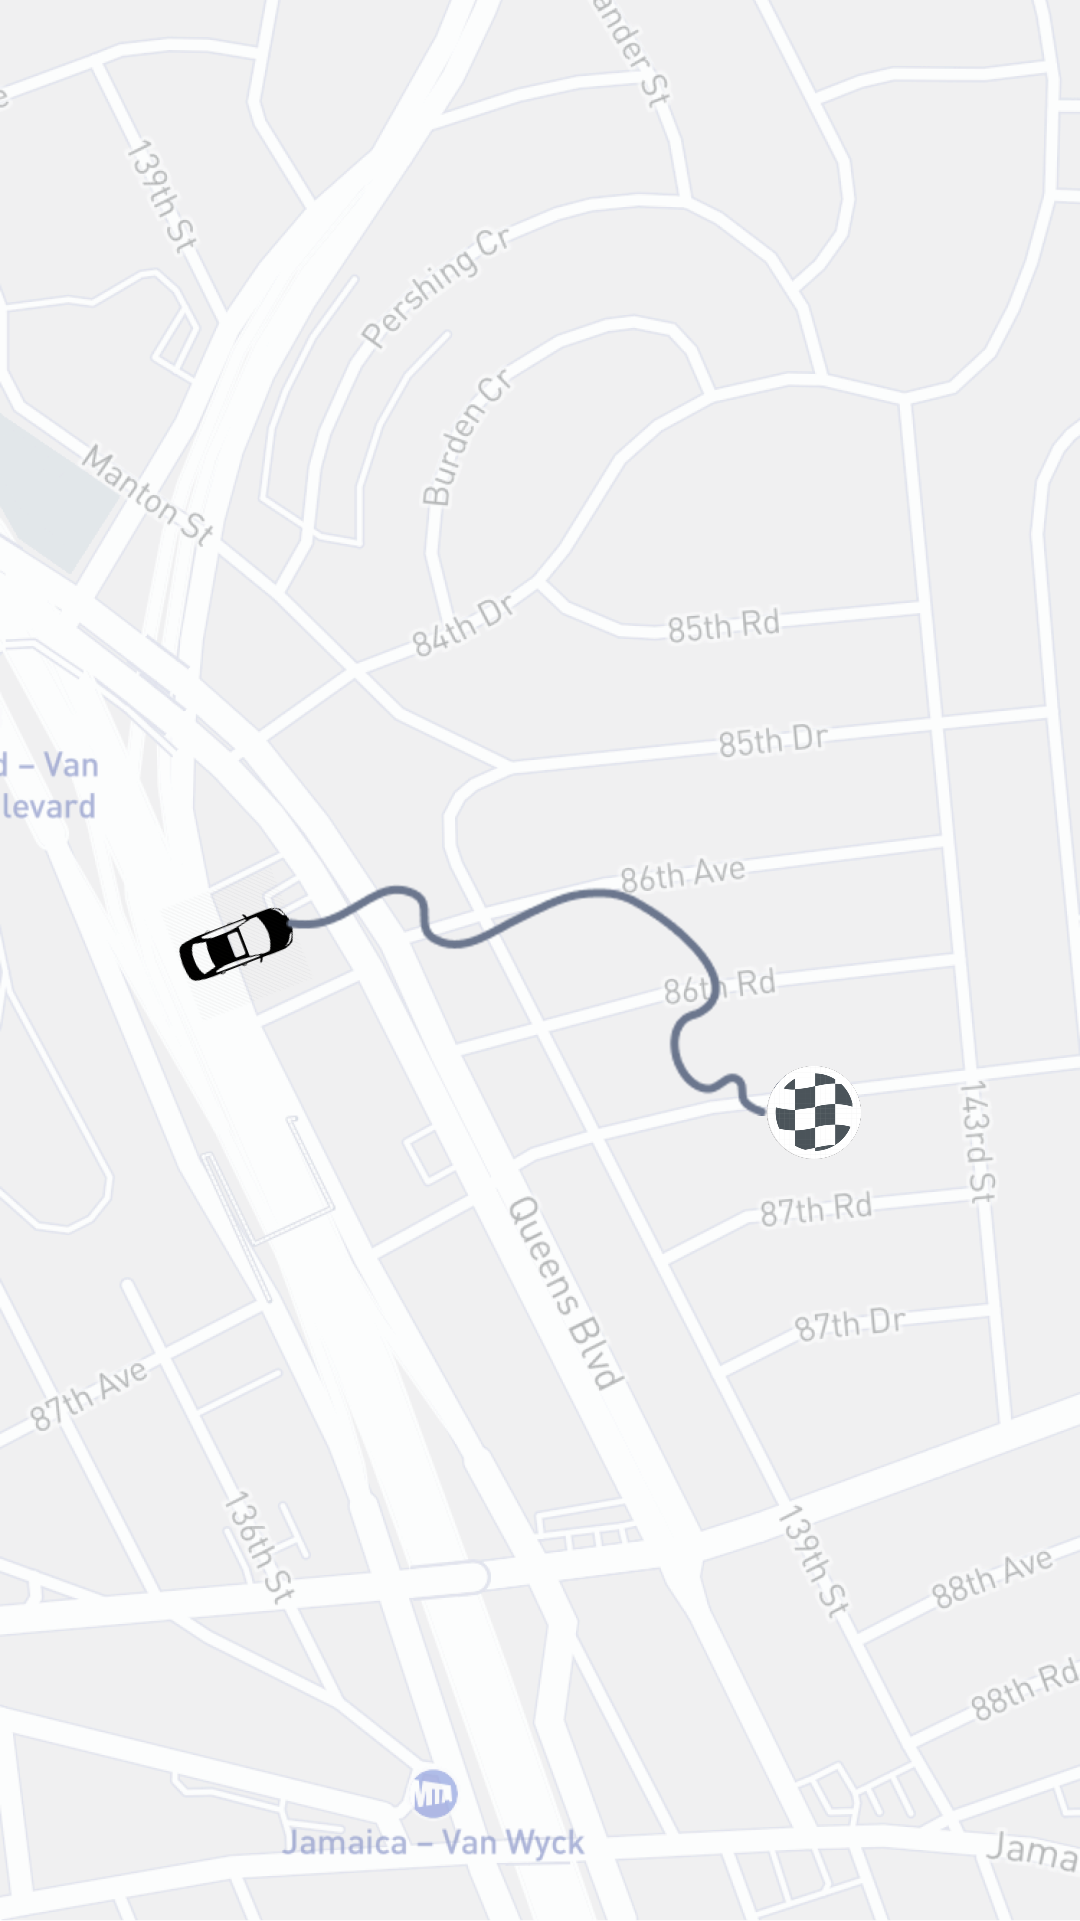 ander St
139th St
Pershing Cr
Burden Cr
Manton St
84th Dr
85th Rd
85th Dr
d – Van
levard
86th Ave
86th Rd
143rd St
87th Rd
Queens Blvd
87th Dr
87th Ave
136th St
139th St
88th Ave
88th Rd
MTA
Jamaica – Van Wyck
Jama